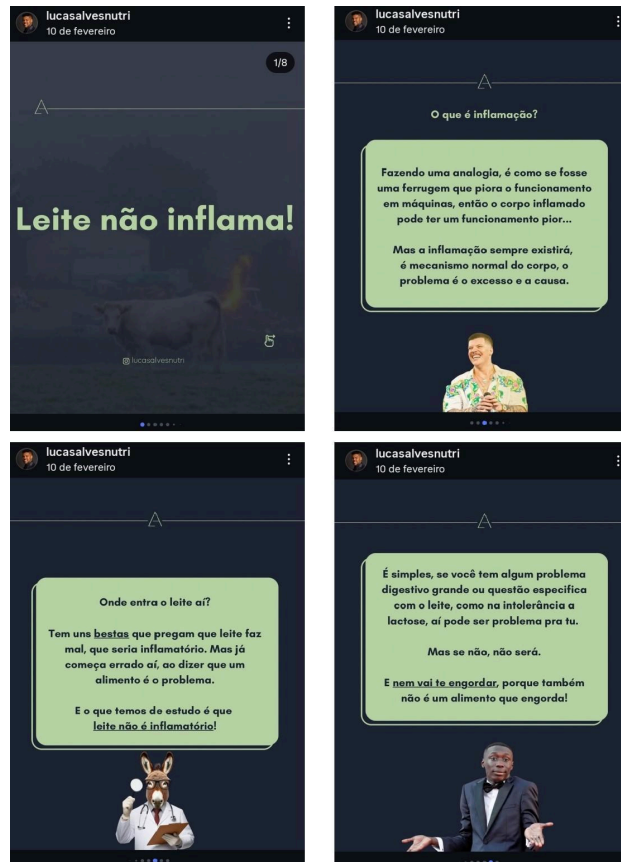 lucasalvesnutri
10 de fevereiro
1/8
Leite não inflama!
lucasalvesnutri
lucasalvesnutri
10 de fevereiro
O que é inflamação?
Fazendo uma analogia, é como se fosse
uma ferrugem que piora o funcionamento
em máquinas, então o corpo inflamado
pode ter um funcionamento pior...
Mas a inflamação sempre existirá,
é mecanismo normal do corpo, o
problema é o excesso e a causa.
lucasalvesnutri
10 de fevereiro
Onde entra o leite aí?
Tem uns bestas que pregam que leite faz
mal, que seria inflamatório. Mas já
começa errado aí, ao dizer que um
alimento é o problema.
E o que temos de estudo é que
leite não é inflamatório!
lucasalvesnutri
10 de fevereiro
É simples, se você tem algum problema
digestivo grande ou questão especifica
com o leite, como na intolerância a
lactose, aí pode ser problema pra tu.
Mas se não, não será.
E nem vai te engordar, porque também
não é um alimento que engorda!